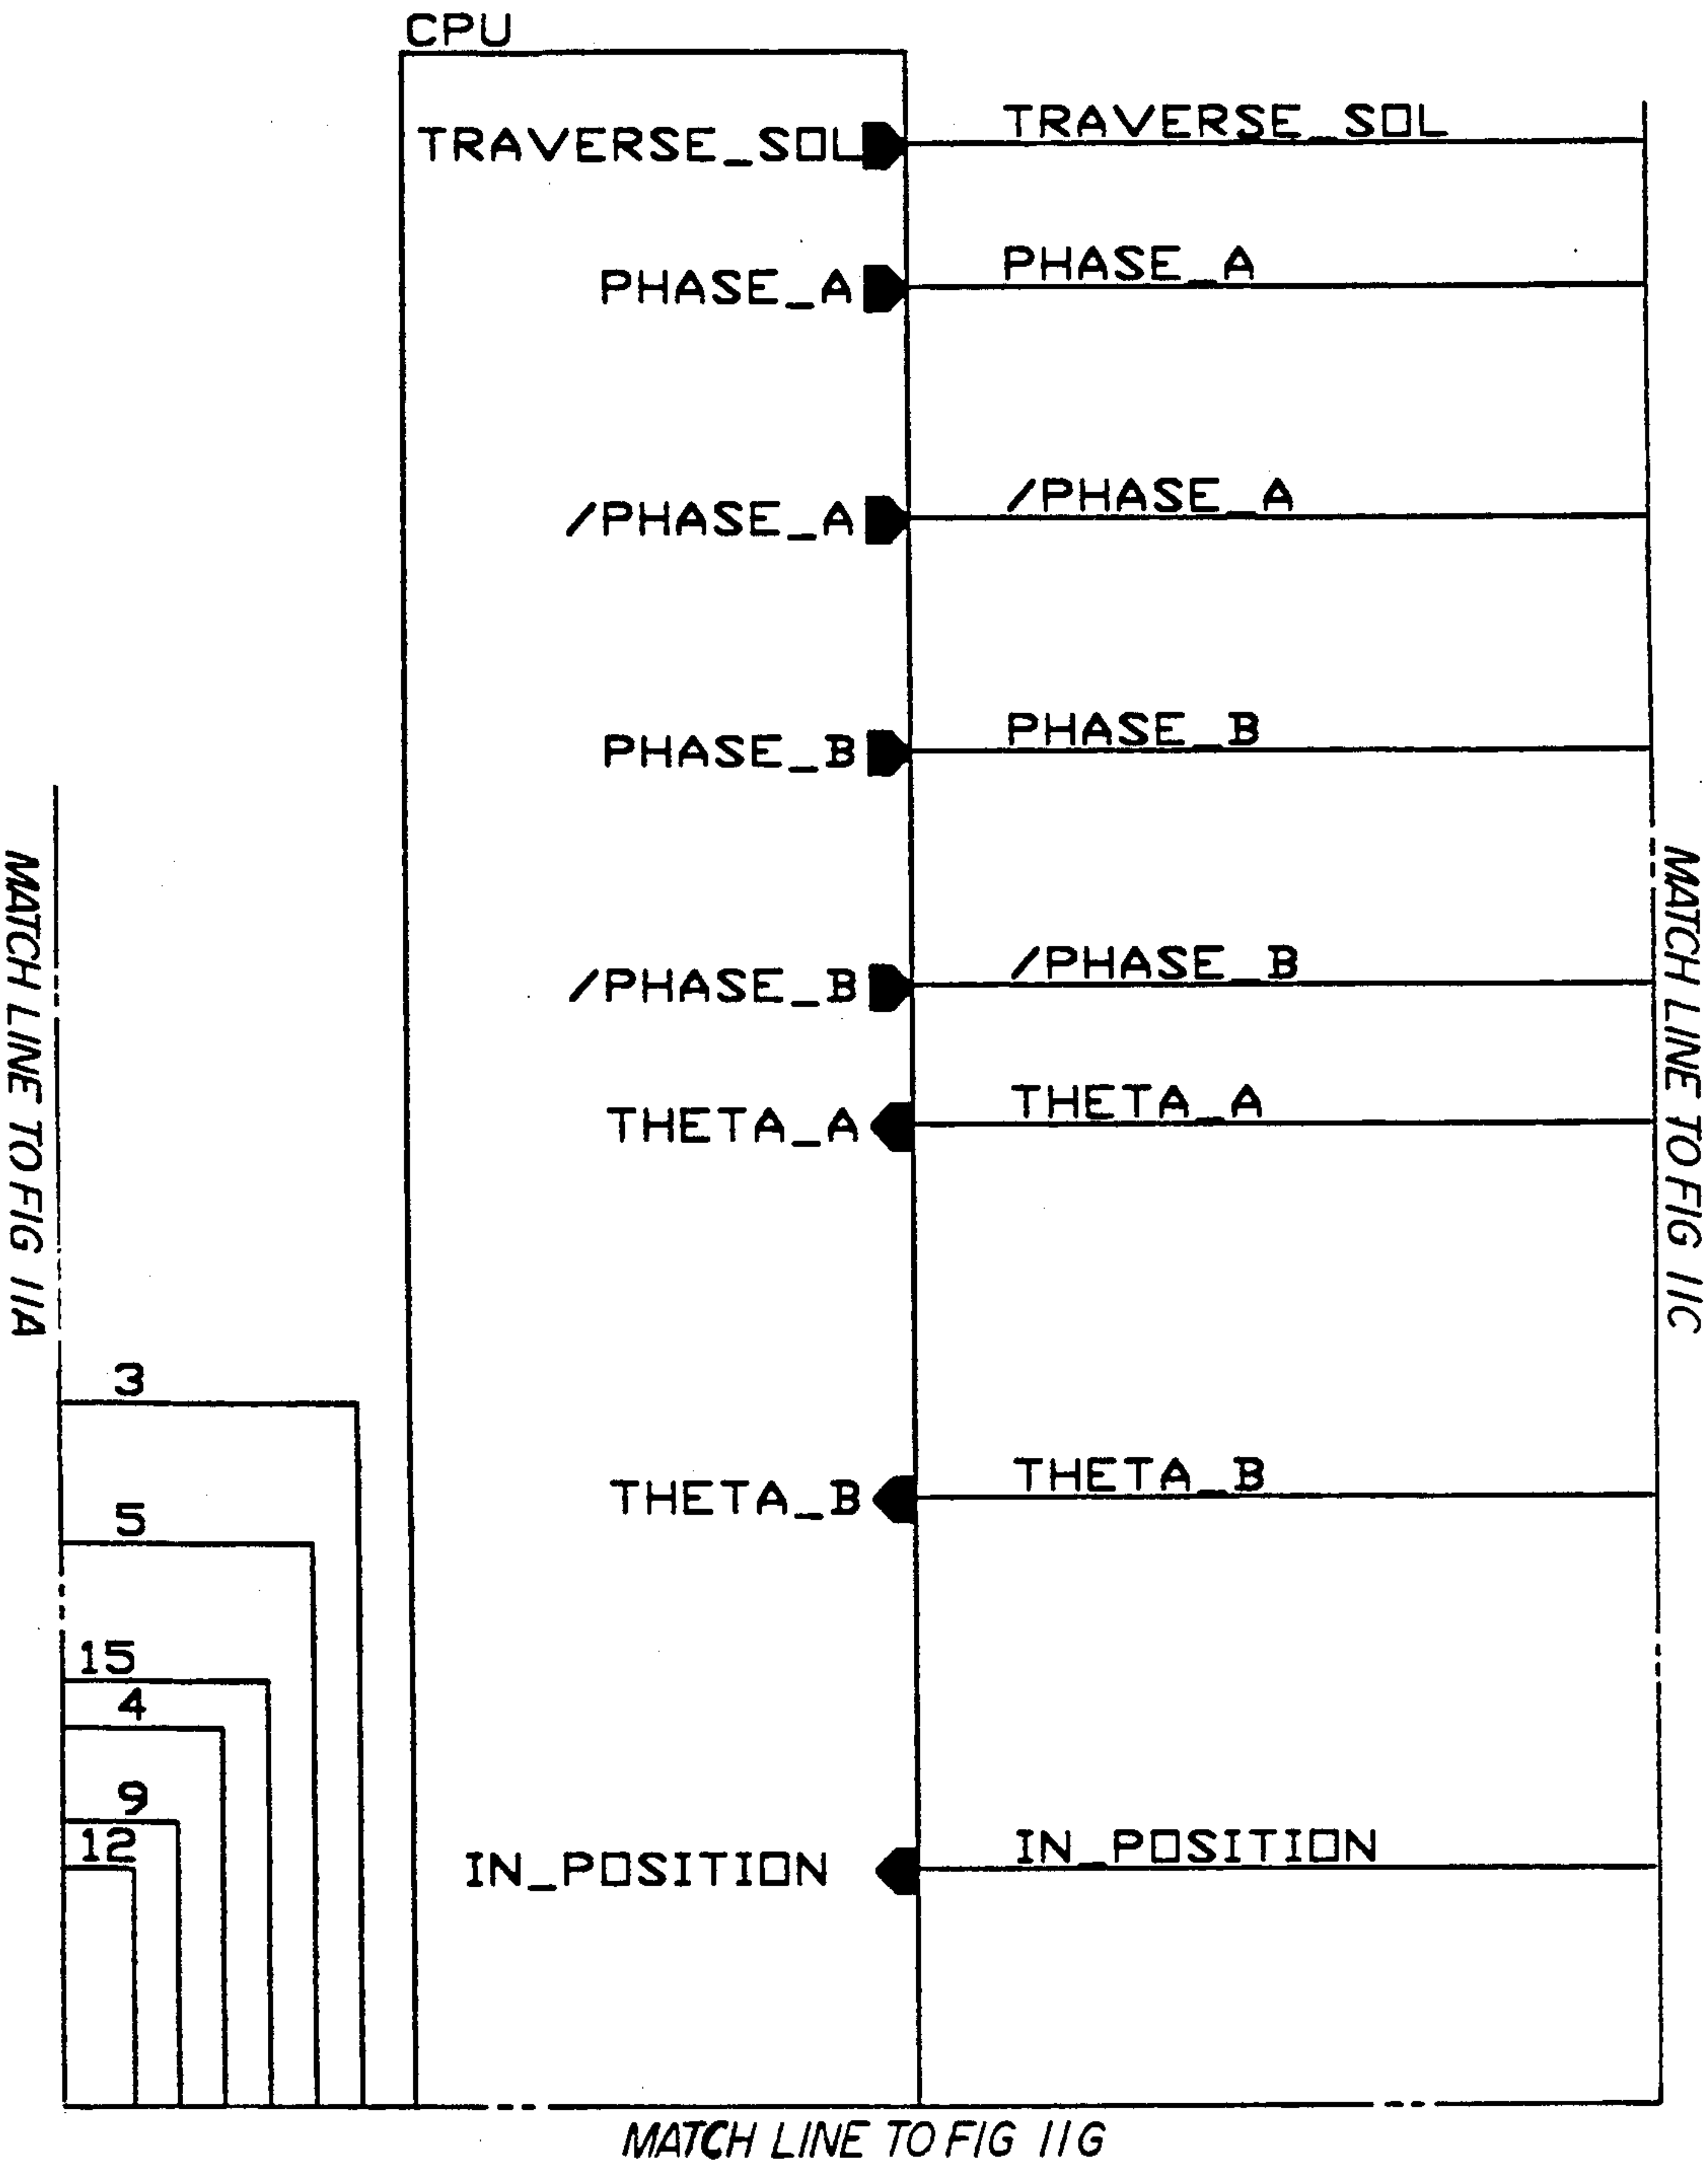 CPU
TRAVERSE_SOL TRAVERSE_SOL
PHASE_A PHASE_A
/PHASE_A /PHASE_A
PHASE_B PHASE_B
/PHASE_B /PHASE_B
THETA_A THETA_A
THETA_B THETA_B
IN_POSITION IN_POSITION
MATCH LINE TO FIG 11A
3
5
15
4
9
12
MATCH LINE TO FIG 11C
MATCH LINE TO FIG 11G